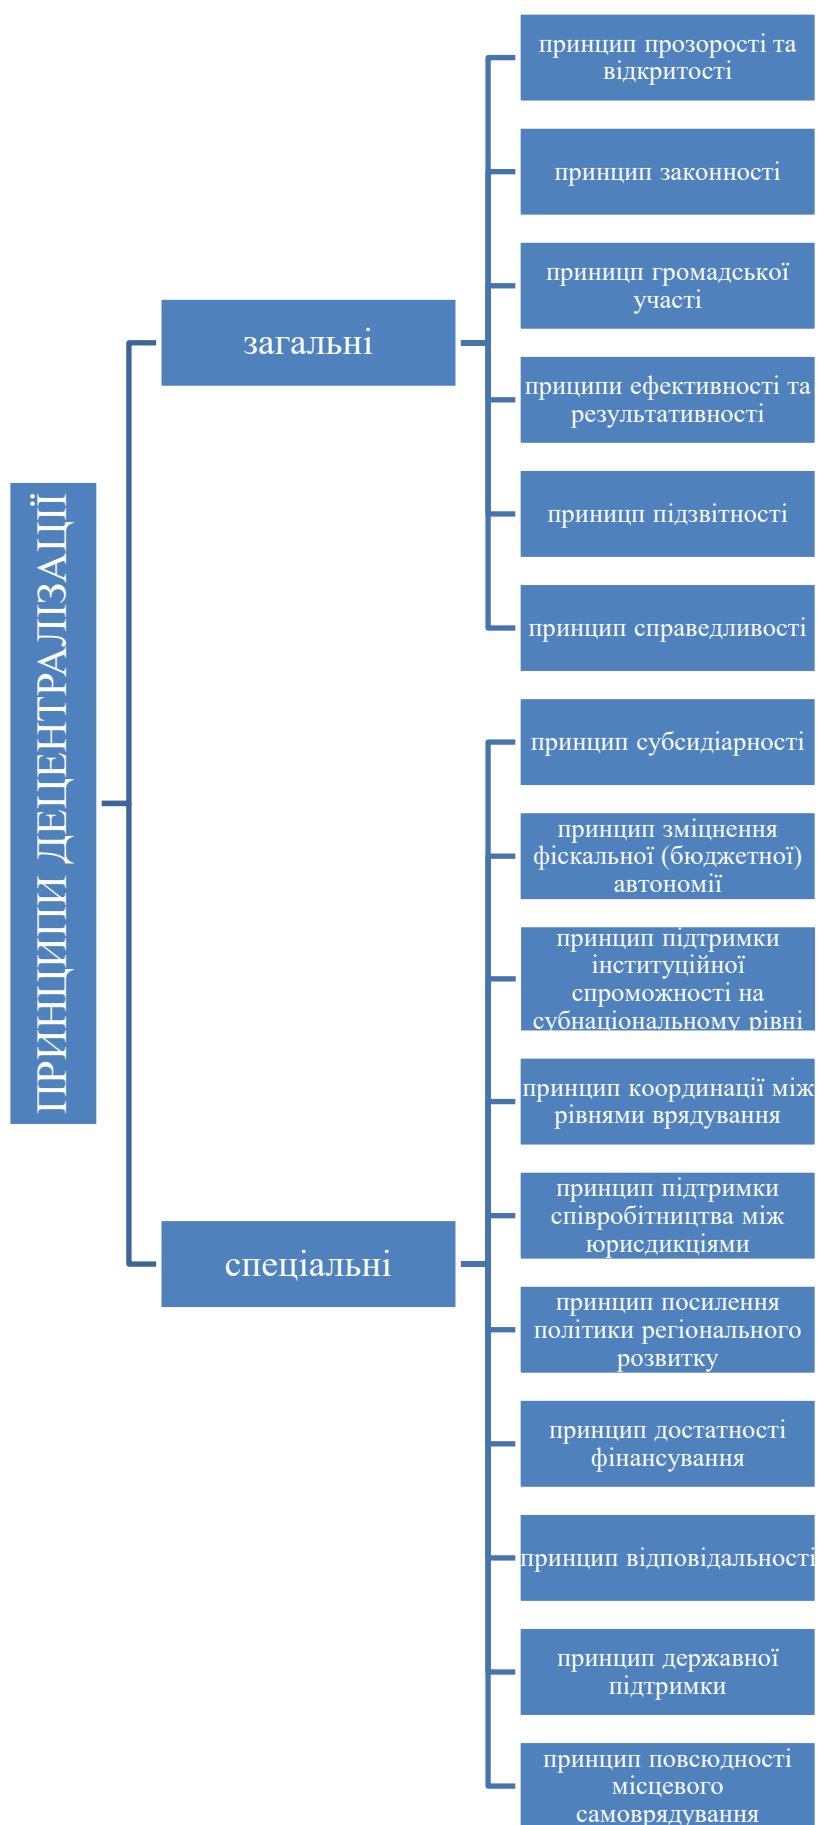 ПРИНЦИПИ ДЕЦЕНТРАЛІЗАЦІЇ
загальні
принцип прозорості та
відкритості
принцип законності
приницп громадської
участі
приципи ефективності та
результативності
приницп підзвітності
принцип справедливості
спеціальні
принцип субсидіарності
принцип зміцнення
фіскальної (бюджетної)
автономії
принцип підтримки
інституційної
спроможності на
субнаціональному рівні
принцип координації між
рівнями врядування
принцип підтримки
співробітництва між
юрисдикціями
принцип посилення
політики регіонального
розвитку
принцип достатності
фінансування
принцип відповідальності
принцип державної
підтримки
принцип повсюдності
місцевого
самоврядування